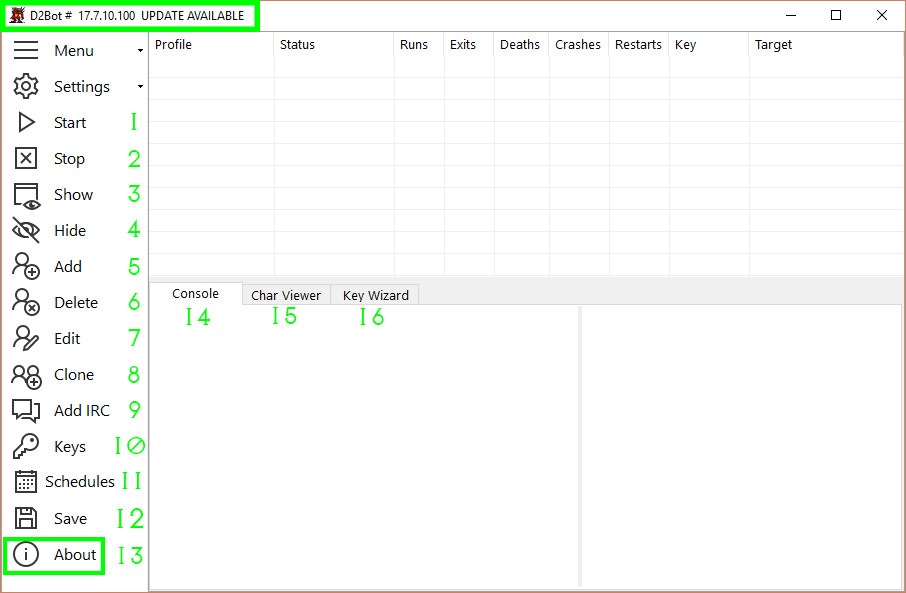 D2Bot # 17.7.10.100 UPDATE AVAILABLE
Menu
Settings
Start 1
Stop 2
Show 3
Hide 4
Add 5
Delete 6
Edit 7
Clone 8
Add IRC 9
Keys 10
Schedules 11
Save 12
About 13
Profile Status Runs Exits Deaths Crashes Restarts Key Target
Console Char Viewer Key Wizard
14 15 16